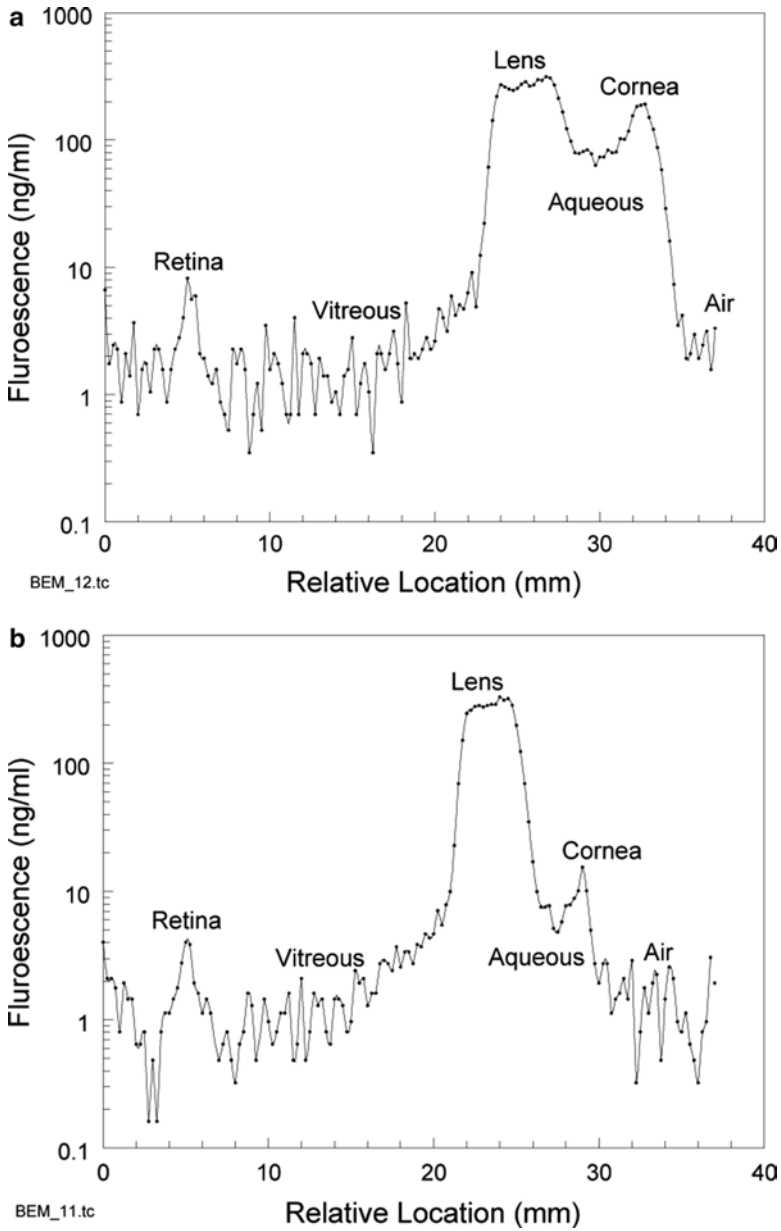 a
1000
100
10
1
0.1
Fluroescence (ng/ml)
Lens
Cornea
Aqueous
Retina
Vitreous
Air
0
10
20
30
40
BEM_12.tc
Relative Location (mm)
b
1000
100
10
1
0.1
Fluroescence (ng/ml)
Lens
Cornea
Retina
Vitreous
Aqueous
Air
0
10
20
30
40
BEM_11.tc
Relative Location (mm)